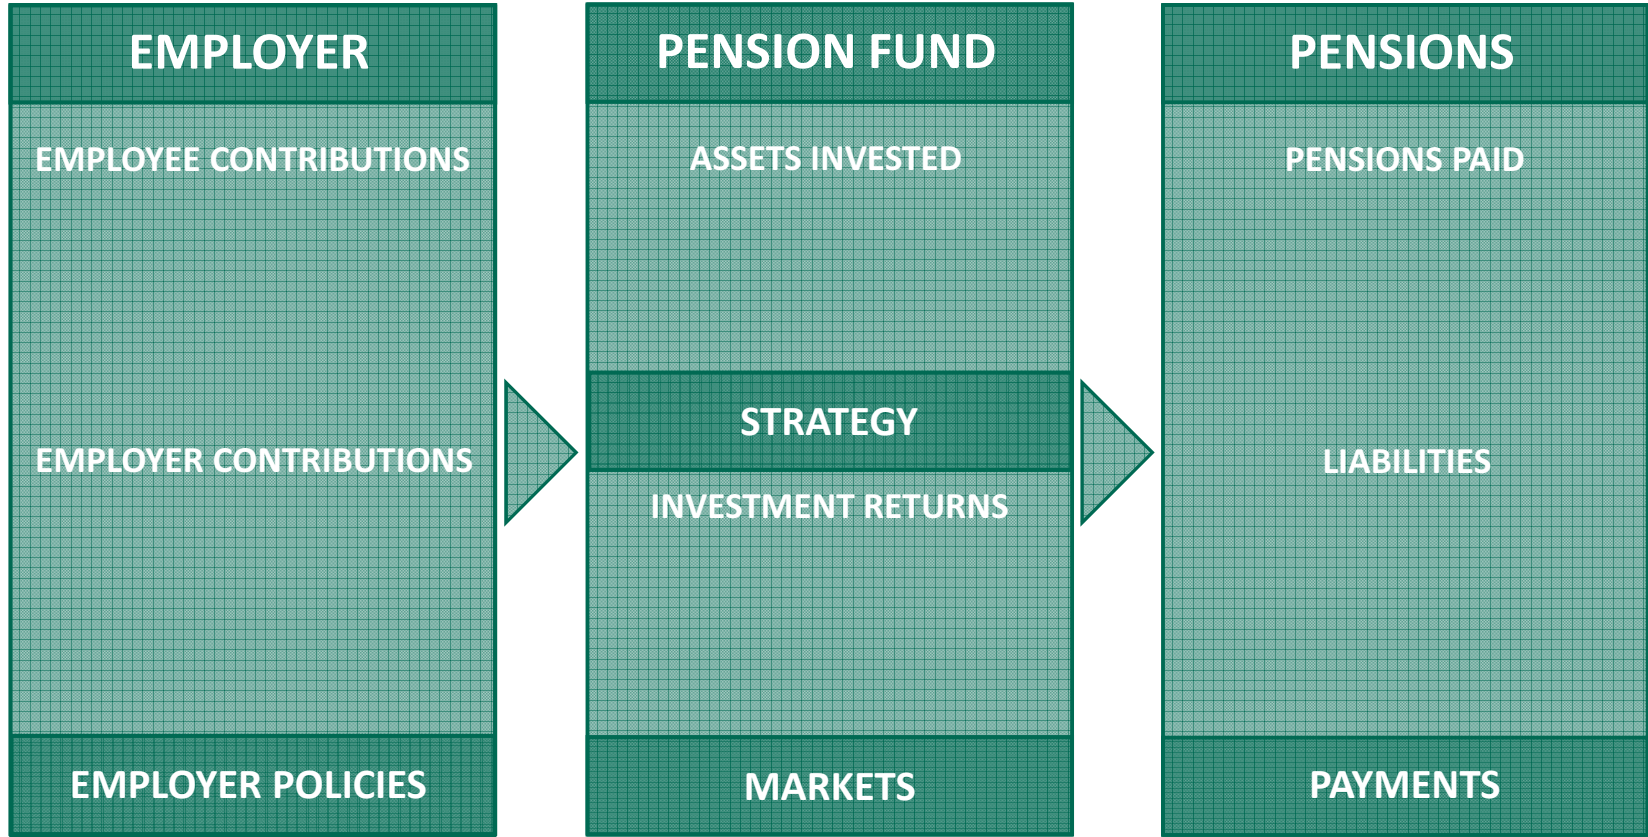 EMPLOYER
EMPLOYEE CONTRIBUTIONS
EMPLOYER CONTRIBUTIONS
EMPLOYER POLICIES
PENSION FUND
ASSETS INVESTED
STRATEGY
INVESTMENT RETURNS
MARKETS
PENSIONS
PENSIONS PAID
LIABILITIES
PAYMENTS